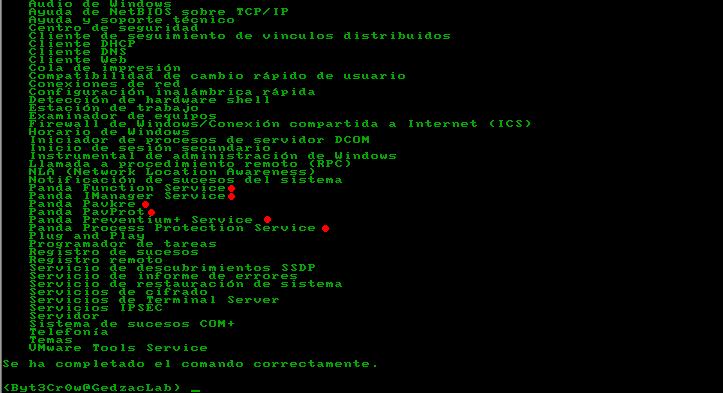 Audio de Windows
Ayuda de NetBIOS sobre TCP/IP
Ayuda y soporte técnico
Centro de seguridad
Cliente de seguimiento de vínculos distribuidos
Cliente DHCP
Cliente DNS
Cliente Web
Cola de impresión
Compatibilidad de cambio rápido de usuario
Conexiones de red
Configuración inalámbrica rápida
Detección de hardware shell
Estación de trabajo
Examinador de equipos
Firewall de Windows/Conexión compartida a Internet (ICS)
Horario de Windows
Iniciador de procesos de servidor DCOM
Inicio de sesión secundario
Instrumental de administración de Windows
Llamada a procedimiento remoto (RPC)
NLA (Network Location Awareness)
Notificación de sucesos del sistema
Panda Function Service
Panda IManager Service
Panda Pavkre
Panda PavProt
Panda Preventium+ Service
Panda Process Protection Service
Plug and Play
Programador de tareas
Registro de sucesos
Registro remoto
Servicio de descubrimientos SSDP
Servicio de informe de errores
Servicio de restauración de sistema
Servicios de cifrado
Servicios de Terminal Server
Servicios IPSEC
Servidor
Sistema de sucesos COM+
Telefonía
Temas
VMware Tools Service
Se ha completado el comando correctamente.
(Byt3Cr0w@GedzacLab) _